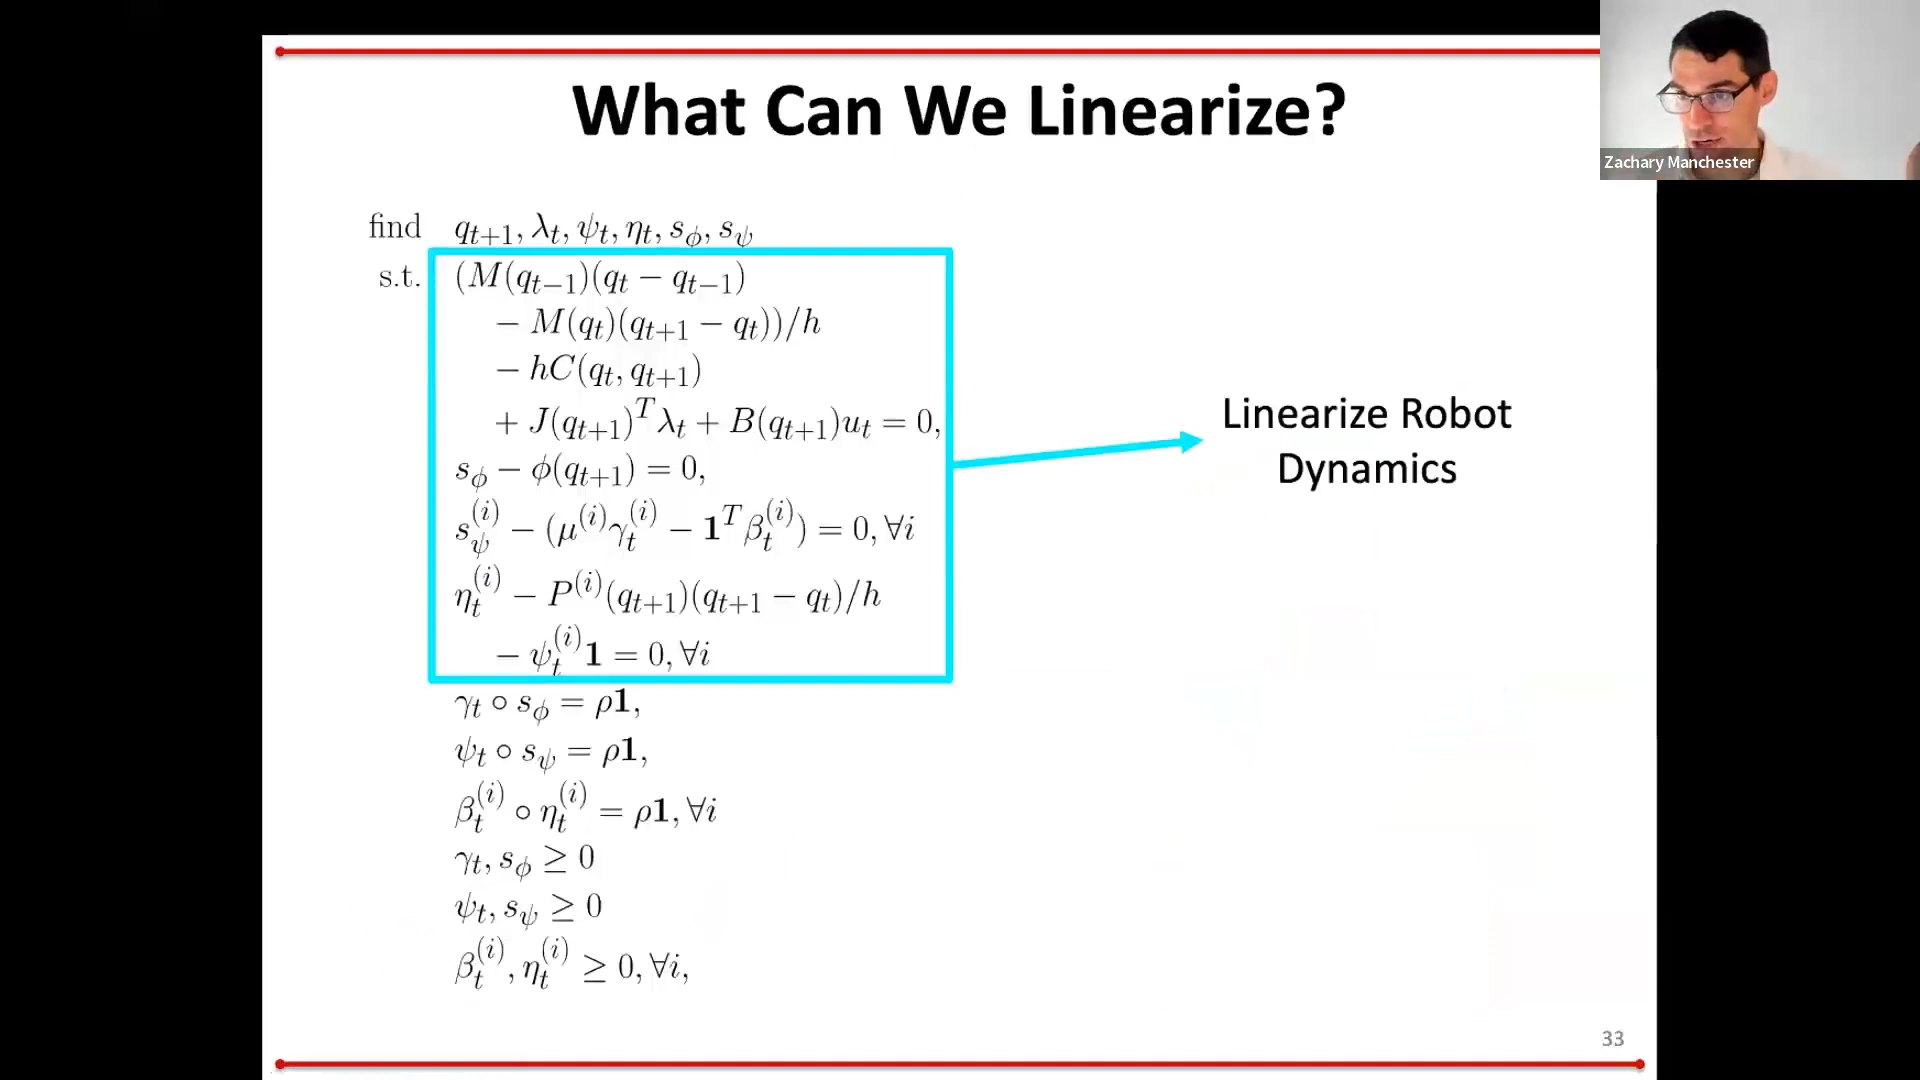 What Can We Linearize?
Zachary Manchester
find q_{t+1}, λ_t, ψ_t, η_t, s_ϕ, s_ψ
s.t. (M(q_{t−1})(q_t − q_{t−1})
− M(q_t)(q_{t+1} − q_t))/h
− hC(q_t, q_{t+1})
+ J(q_{t+1})^T λ_t + B(q_{t+1})u_t = 0,
s_ϕ − ϕ(q_{t+1}) = 0,
s_ψ^{(i)} − (μ^{(i)}γ_t^{(i)} − 1^T β_t^{(i)}) = 0, ∀i
η_t^{(i)} − P^{(i)}(q_{t+1})(q_{t+1} − q_t)/h
− ψ_t^{(i)}1 = 0, ∀i
γ_t ∘ s_ϕ = ρ1,
ψ_t ∘ s_ψ = ρ1,
β_t^{(i)} ∘ η_t^{(i)} = ρ1, ∀i
γ_t, s_ϕ ≥ 0
ψ_t, s_ψ ≥ 0
β_t^{(i)}, η_t^{(i)} ≥ 0, ∀i,
Linearize Robot
Dynamics
33